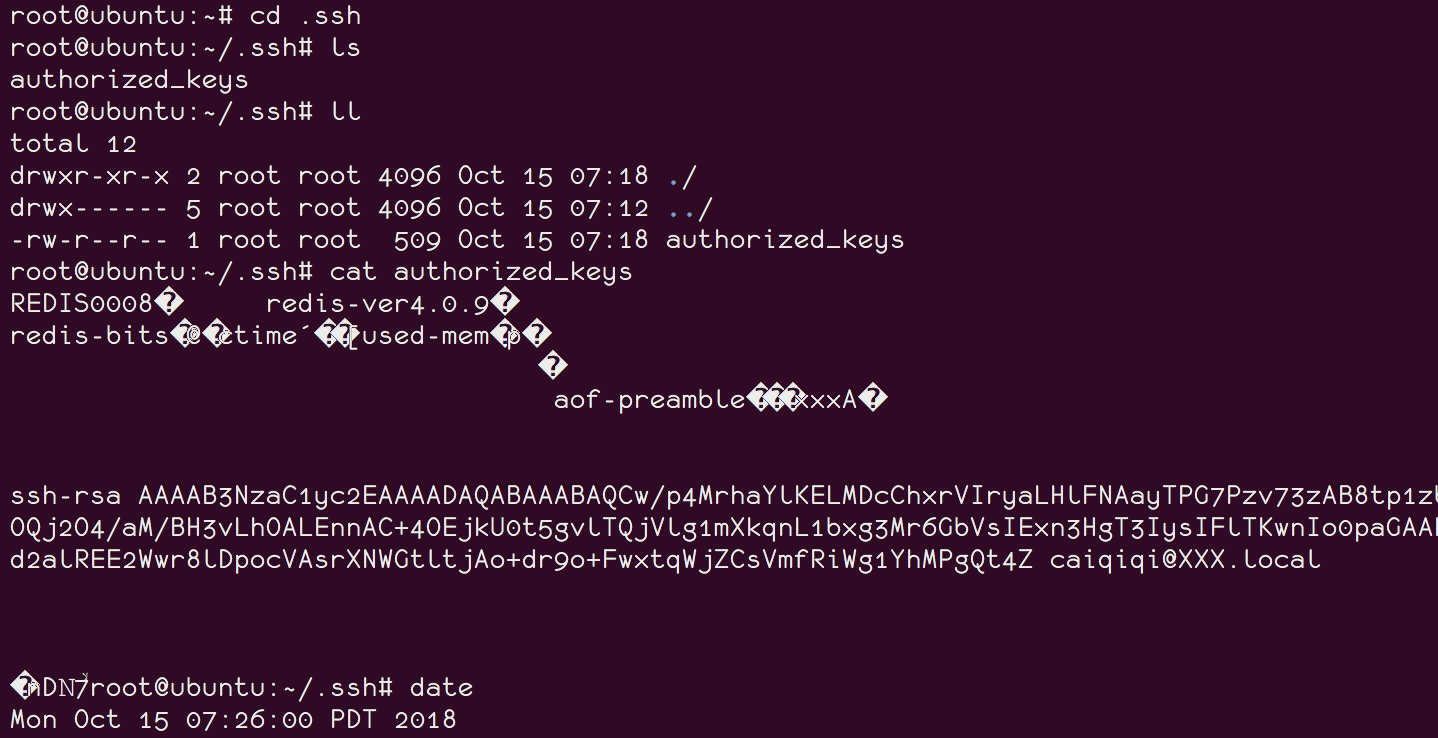 root@ubuntu:~# cd .ssh
root@ubuntu:~/.ssh# ls
authorized_keys
root@ubuntu:~/.ssh# ll
total 12
drwxr-xr-x 2 root root 4096 Oct 15 07:18 ./
drwx------ 5 root root 4096 Oct 15 07:12 ../
-rw-r--r-- 1 root root  509 Oct 15 07:18 authorized_keys
root@ubuntu:~/.ssh# cat authorized_keys
REDIS0008�     redis-ver4.0.9�
redis-bits�@�ctime´��[used-mem�p�
�
aof-preamble���xxxA�
ssh-rsa AAAAB3NzaC1yc2EAAAADAQABAAABAQCw/p4MrhaYlKELMDcChxrVIryaLHlFNAayTPG7Pzv73zAB8tp1z
0Qj2O4/aM/BH3vLhOALEnnAC+4OEjkU0t5gvlTQjVlg1mXkqnL1bxg3Mr6GbVsIExn3HgT3IysIFlTKwnIo0paGAA
d2alREE2Wwr8lDpocVAsrXNWGtltjAo+dr9o+FwxtqWjZCsVmfRiWg1YhMPgQt4Z caiqiqi@XXX.local
�nDN7root@ubuntu:~/.ssh# date
Mon Oct 15 07:26:00 PDT 2018